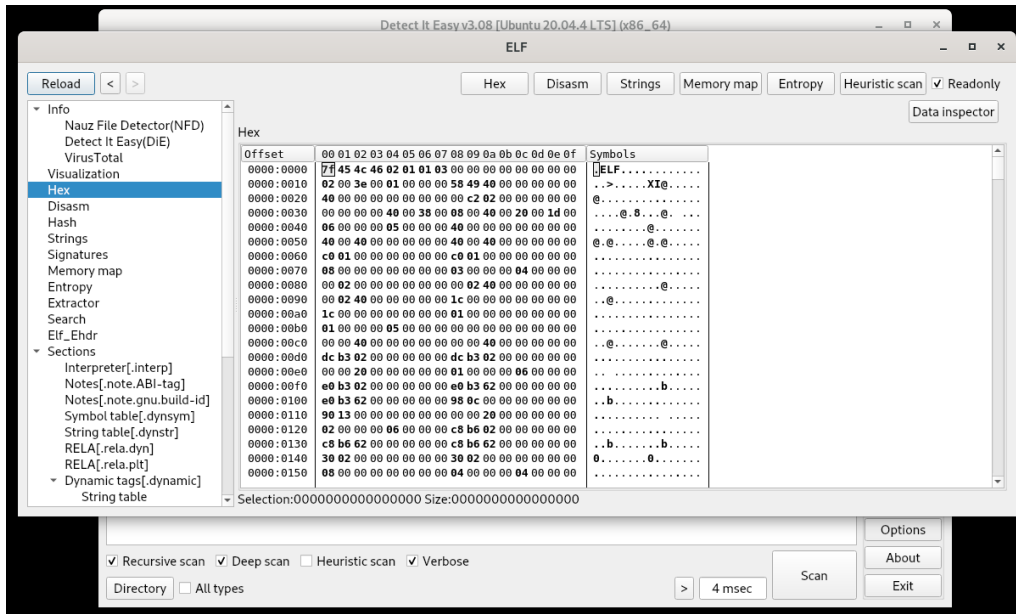 Detect It Easy v3.08 [Ubuntu 20.04.4 LTS] (x86_64)
ELF
Reload < > Hex Disasm Strings Memory map Entropy Heuristic scan Readonly
Data inspector
Info
Nauz File Detector(NFD)
Detect It Easy(DiE)
VirusTotal
Visualization
Hex
Disasm
Hash
Strings
Signatures
Memory map
Entropy
Extractor
Search
Elf_Ehdr
Sections
Interpreter[.interp]
Notes[.note.ABI-tag]
Notes[.note.gnu.build-id]
Symbol table[.dynsym]
String table[.dynstr]
RELA[.rela.dyn]
RELA[.rela.plt]
Dynamic tags[.dynamic]
String table
Hex
Offset 00 01 02 03 04 05 06 07 08 09 0a 0b 0c 0d 0e 0f Symbols
0000:0000 7f 45 4c 46 02 01 01 03 00 00 00 00 00 00 00 00 .ELF............
0000:0010 02 00 3e 00 01 00 00 00 58 49 40 00 00 00 00 00 ..>.....XI@.....
0000:0020 40 00 00 00 00 00 00 00 00 c2 02 00 00 00 00 00 @...............
0000:0030 00 00 00 00 40 00 38 00 08 00 40 00 20 00 1d 00 ....@.8...@. ...
0000:0040 06 00 00 00 05 00 00 00 40 00 00 00 00 00 00 00 ........@.......
0000:0050 40 00 40 00 00 00 00 00 40 00 40 00 00 00 00 00 @.@.....@.@.....
0000:0060 c0 01 00 00 00 00 00 00 c0 01 00 00 00 00 00 00 ................
0000:0070 08 00 00 00 00 00 00 00 03 00 00 00 04 00 00 00 ................
0000:0080 00 02 00 00 00 00 00 00 00 02 40 00 00 00 00 00 ..........@.....
0000:0090 00 02 40 00 00 00 00 00 1c 00 00 00 00 00 00 00 ..@.............
0000:00a0 1c 00 00 00 00 00 00 00 01 00 00 00 00 00 00 00 ................
0000:00b0 01 00 00 00 05 00 00 00 00 00 00 00 00 00 00 00 ................
0000:00c0 00 00 40 00 00 00 00 00 00 00 40 00 00 00 00 00 ..@.......@.....
0000:00d0 dc b3 02 00 00 00 00 00 dc b3 02 00 00 00 00 00 ................
0000:00e0 00 00 20 00 00 00 00 00 01 00 00 00 06 00 00 00 .. .............
0000:00f0 e0 b3 02 00 00 00 00 00 e0 b3 62 00 00 00 00 00 ..........b.....
0000:0100 e0 b3 62 00 00 00 00 00 98 0c 00 00 00 00 00 00 ..b.............
0000:0110 90 13 00 00 00 00 00 00 00 00 20 00 00 00 00 00 .......... .....
0000:0120 02 00 00 00 06 00 00 00 c8 b6 02 00 00 00 00 00 ................
0000:0130 c8 b6 62 00 00 00 00 00 c8 b6 62 00 00 00 00 00 ..b.......b.....
0000:0140 30 02 00 00 00 00 00 00 30 02 00 00 00 00 00 00 0.......0.......
0000:0150 08 00 00 00 00 00 00 00 04 00 00 00 04 00 00 00 ................
Selection:0000000000000000 Size:0000000000000000
Options
Recursive scan Deep scan Heuristic scan Verbose
About
Directory All types > 4 msec Scan
Exit